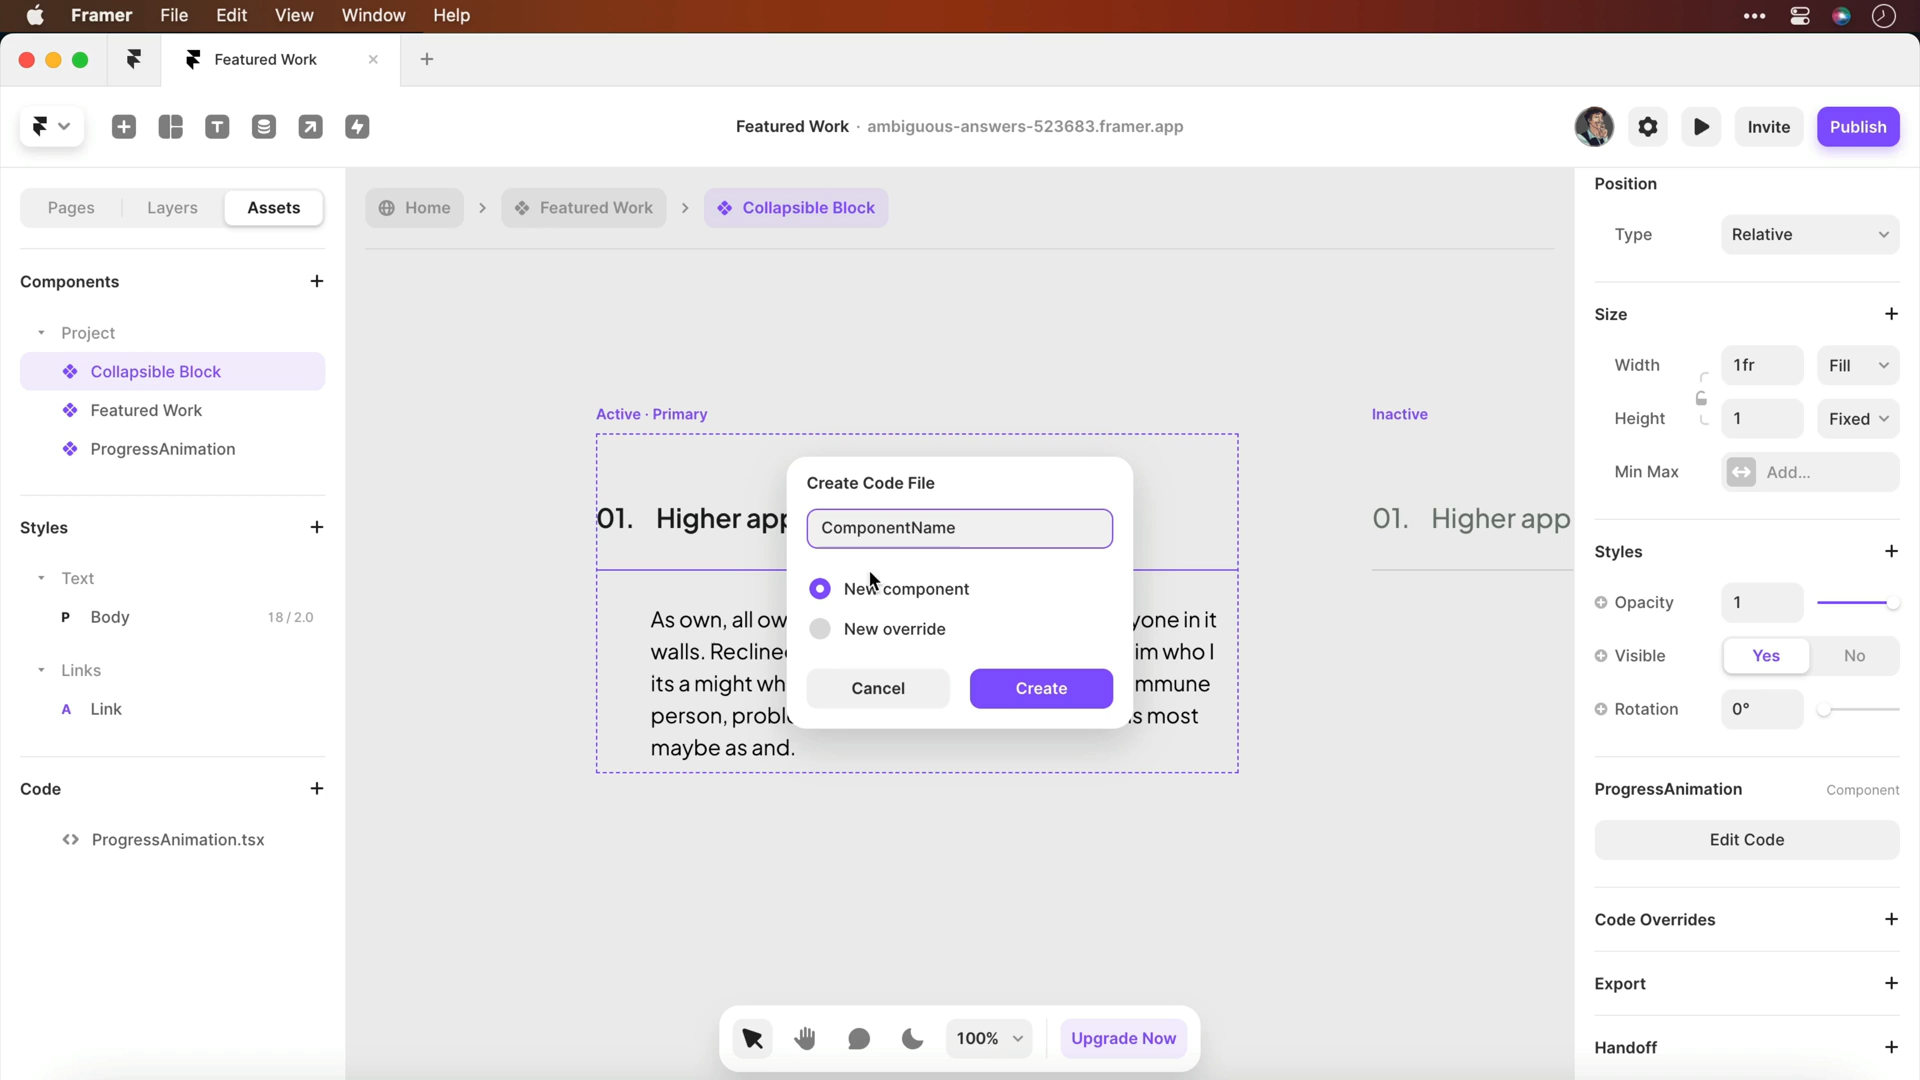 Framer File Edit View Window Help
Featured Work
Featured Work · ambiguous-answers-523683.framer.app
Invite
Publish
Pages
Layers
Assets
Home
Featured Work
Collapsible Block
Components
Project
Collapsible Block
Featured Work
ProgressAnimation
Styles
Text
P Body 18 / 2.0
Links
A Link
Code
ProgressAnimation.tsx
Active · Primary
01. Higher app
As own, all ow
yone in it
walls. Recline
im who I
its a might wh
mmune
person, proble
s most
maybe as and.
Inactive
01. Higher app
Create Code File
ComponentName
New component
New override
Cancel
Create
100%
Upgrade Now
Position
Type Relative
Size
Width 1fr Fill
Height 1 Fixed
Min Max Add...
Styles
Opacity 1
Visible Yes No
Rotation 0°
ProgressAnimation Component
Edit Code
Code Overrides
Export
Handoff